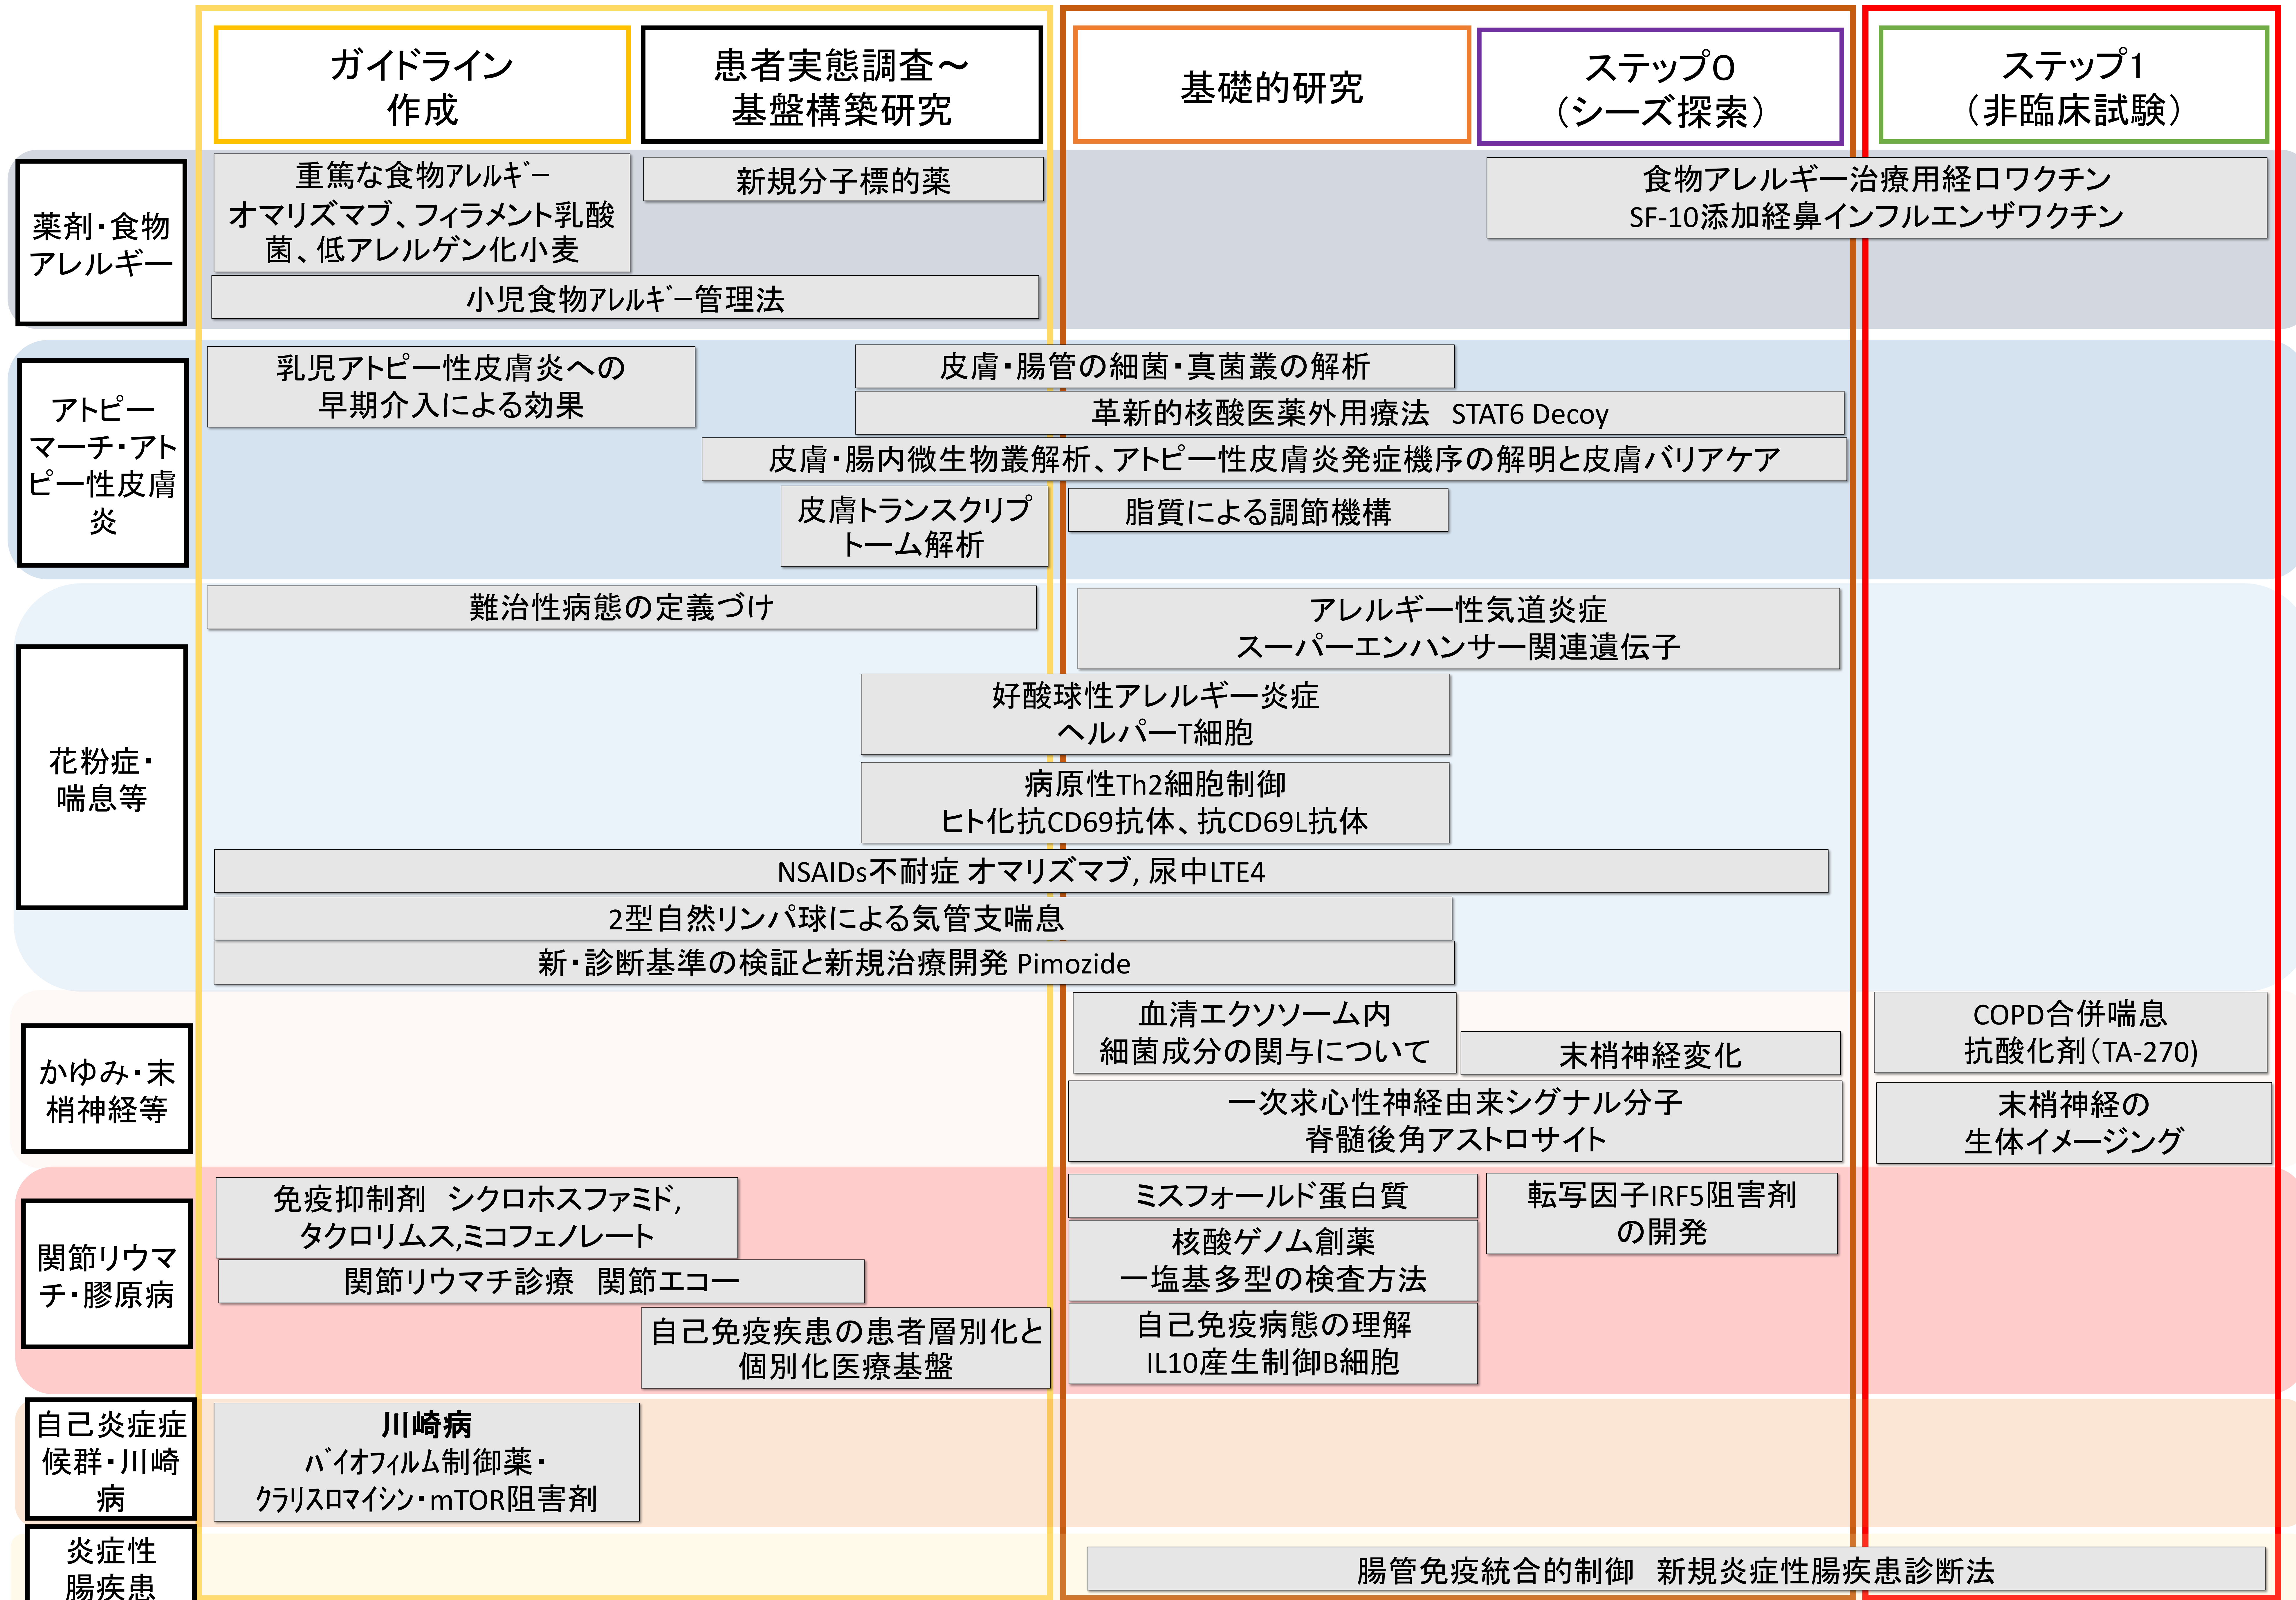 ガイドライン
作成
患者実態調査～
基盤構築研究
基礎的研究
ステップ0
（シーズ探索）
ステップ1
（非臨床試験）
薬剤・食物
アレルギー
重篤な食物ｱﾚﾙｷﾞｰ
オマリズマブ、フィラメント乳酸
菌、低アレルゲン化小麦
新規分子標的薬
食物アレルギー治療用経口ワクチン
SF-10添加経鼻インフルエンザワクチン
小児食物ｱﾚﾙｷﾞｰ管理法
アトピー
マーチ・アト
ピー性皮膚
炎
乳児アトピー性皮膚炎への
早期介入による効果
皮膚・腸管の細菌・真菌叢の解析
革新的核酸医薬外用療法　STAT6 Decoy
皮膚・腸内微生物叢解析、アトピー性皮膚炎発症機序の解明と皮膚バリアケア
皮膚トランスクリプ
トーム解析
脂質による調節機構
花粉症・
喘息等
難治性病態の定義づけ
アレルギー性気道炎症
スーパーエンハンサー関連遺伝子
好酸球性アレルギー炎症
ヘルパーT細胞
病原性Th2細胞制御
ヒト化抗CD69抗体、抗CD69L抗体
NSAIDs不耐症 オマリズマブ, 尿中LTE4
2型自然リンパ球による気管支喘息
新・診断基準の検証と新規治療開発 Pimozide
かゆみ・末
梢神経等
血清エクソソーム内
細菌成分の関与について
末梢神経変化
COPD合併喘息
抗酸化剤（TA-270)
一次求心性神経由来シグナル分子
脊髄後角アストロサイト
末梢神経の
生体イメージング
関節リウマ
チ・膠原病
免疫抑制剤　シクロホスファミド,
タクロリムス,ミコフェノレート
関節リウマチ診療　関節エコー
自己免疫疾患の患者層別化と
個別化医療基盤
ミスフォールド蛋白質
核酸ゲノム創薬
一塩基多型の検査方法
自己免疫病態の理解
IL10産生制御B細胞
転写因子IRF5阻害剤
の開発
自己炎症症
候群・川崎
病
川崎病
ﾊﾞｲｵﾌｨﾙﾑ制御薬・
ｸﾗﾘｽﾛﾏｲｼﾝ・mTOR阻害剤
炎症性
腸疾患
腸管免疫統合的制御　新規炎症性腸疾患診断法